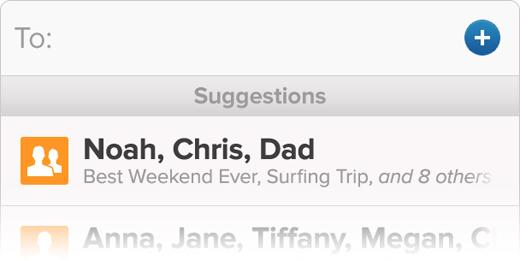 To:
Suggestions
Noah, Chris, Dad
Best Weekend Ever, Surfing Trip, and 8 others
Anna, Jane, Tiffany, Megan,